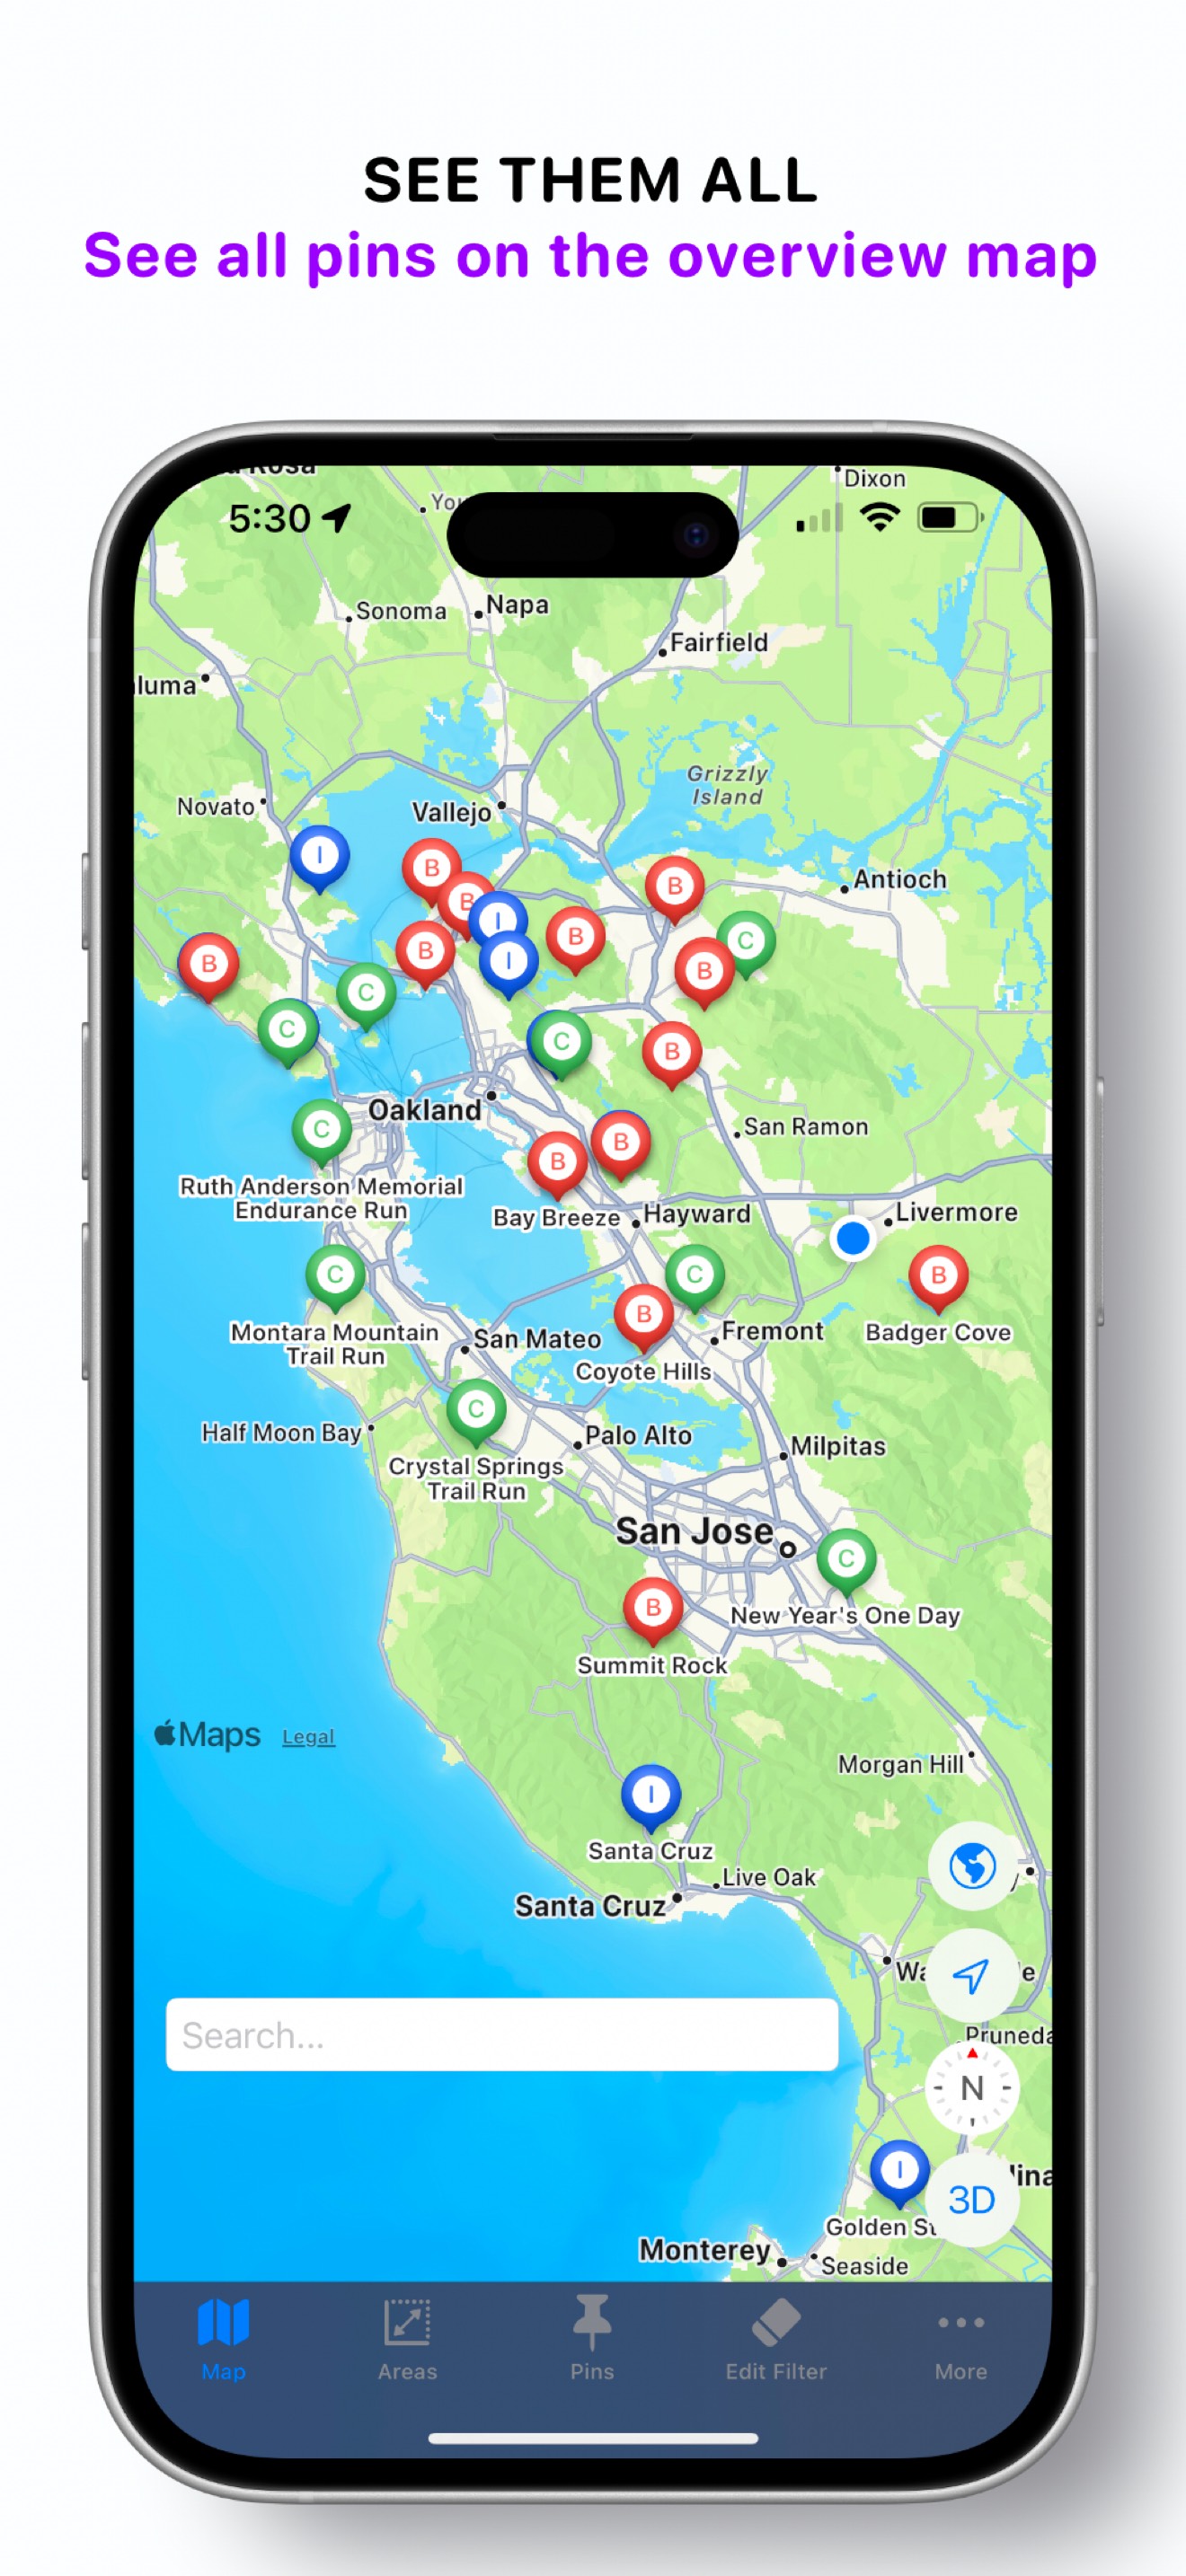 SEE THEM ALL
See all pins on the overview map
Dixon
5:30
Sonoma
Napa
Fairfield
luma
Grizzly
Island
Novato
Vallejo
I
B
B
B
Antioch
I
B
C
B
B
I
B
C
C
C
B
Oakland
C
San Ramon
B
B
Ruth Anderson Memorial
Endurance Run
Bay Breeze
Hayward
Livermore
C
C
B
B
Montara Mountain
Trail Run
San Mateo
Fremont
Badger Cove
Coyote Hills
C
Half Moon Bay
Palo Alto
Milpitas
Crystal Springs
Trail Run
San Jose
C
B
New Year's One Day
Summit Rock
Maps Legal
Morgan Hill
I
Santa Cruz
Live Oak
Santa Cruz
Search...
N
I
3D
Golden
Monterey
Seaside
Map
Areas
Pins
Edit Filter
More